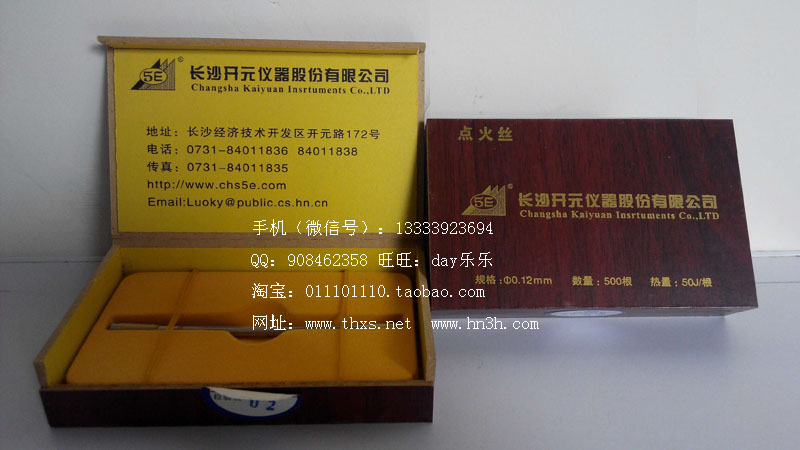 5E
长沙开元仪器股份有限公司
Changsha Kaiyuan Insrtuments Co.,LTD
地址：长沙经济技术开发区开元路172号
电话：0731-84011836 84011838
传真：0731-84011835
http://www.chs5e.com
Email:Luoky@public.cs.hn.cn
点火丝
5E
长沙开元仪器股份有限公司
Changsha Kaiyuan Insrtuments Co.,LTD
规格：Φ0.12mm 数量：500根 热量：50J/根
手机（微信号）：13333923694
QQ：908462358 旺旺：day乐乐
淘宝：011101110.taobao.com
网址：www.thxs.net www.hn3h.com
02